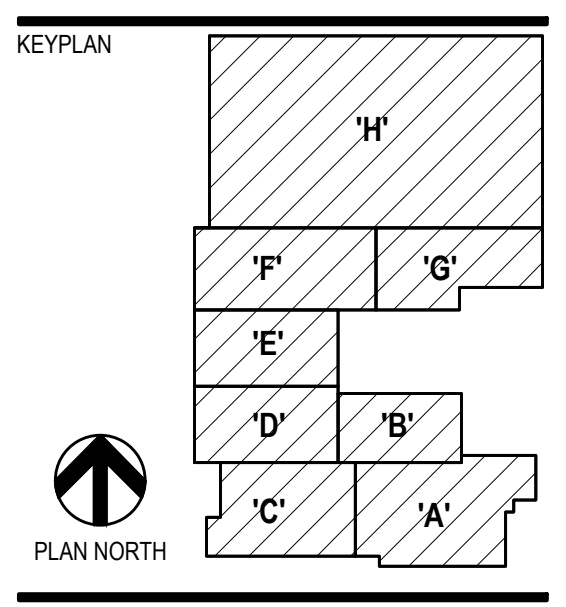 KEYPLAN
'H'
'F' 'G'
'E'
'D' 'B'
'C' 'A'
PLAN NORTH